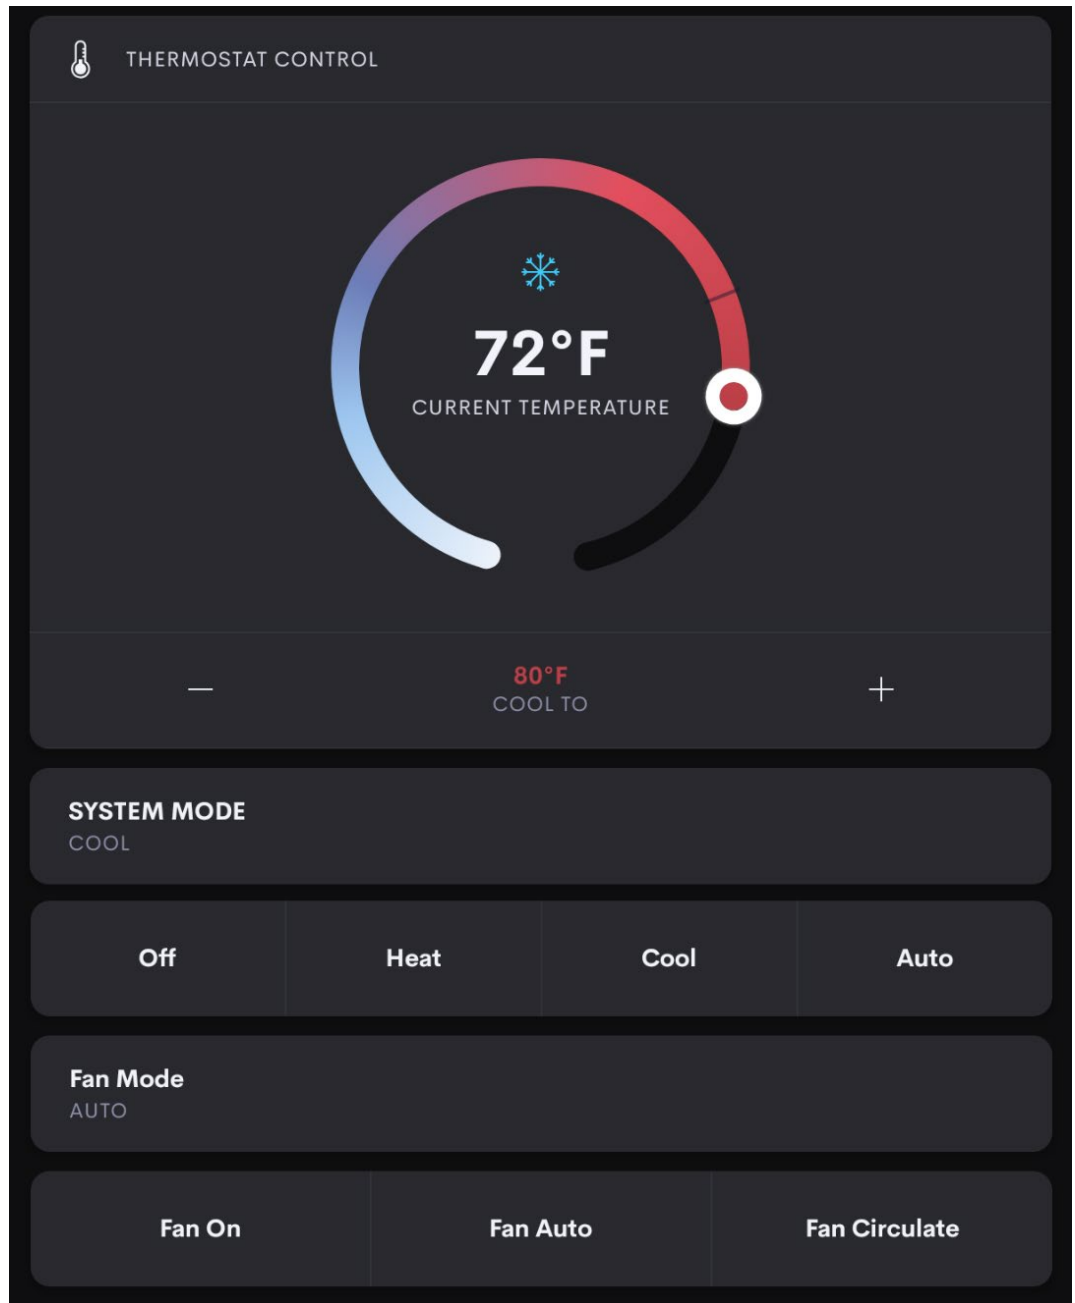 THERMOSTAT CONTROL
72°F
CURRENT TEMPERATURE
80°F
COOL TO
SYSTEM MODE
COOL
Off Heat Cool Auto
Fan Mode
AUTO
Fan On Fan Auto Fan Circulate